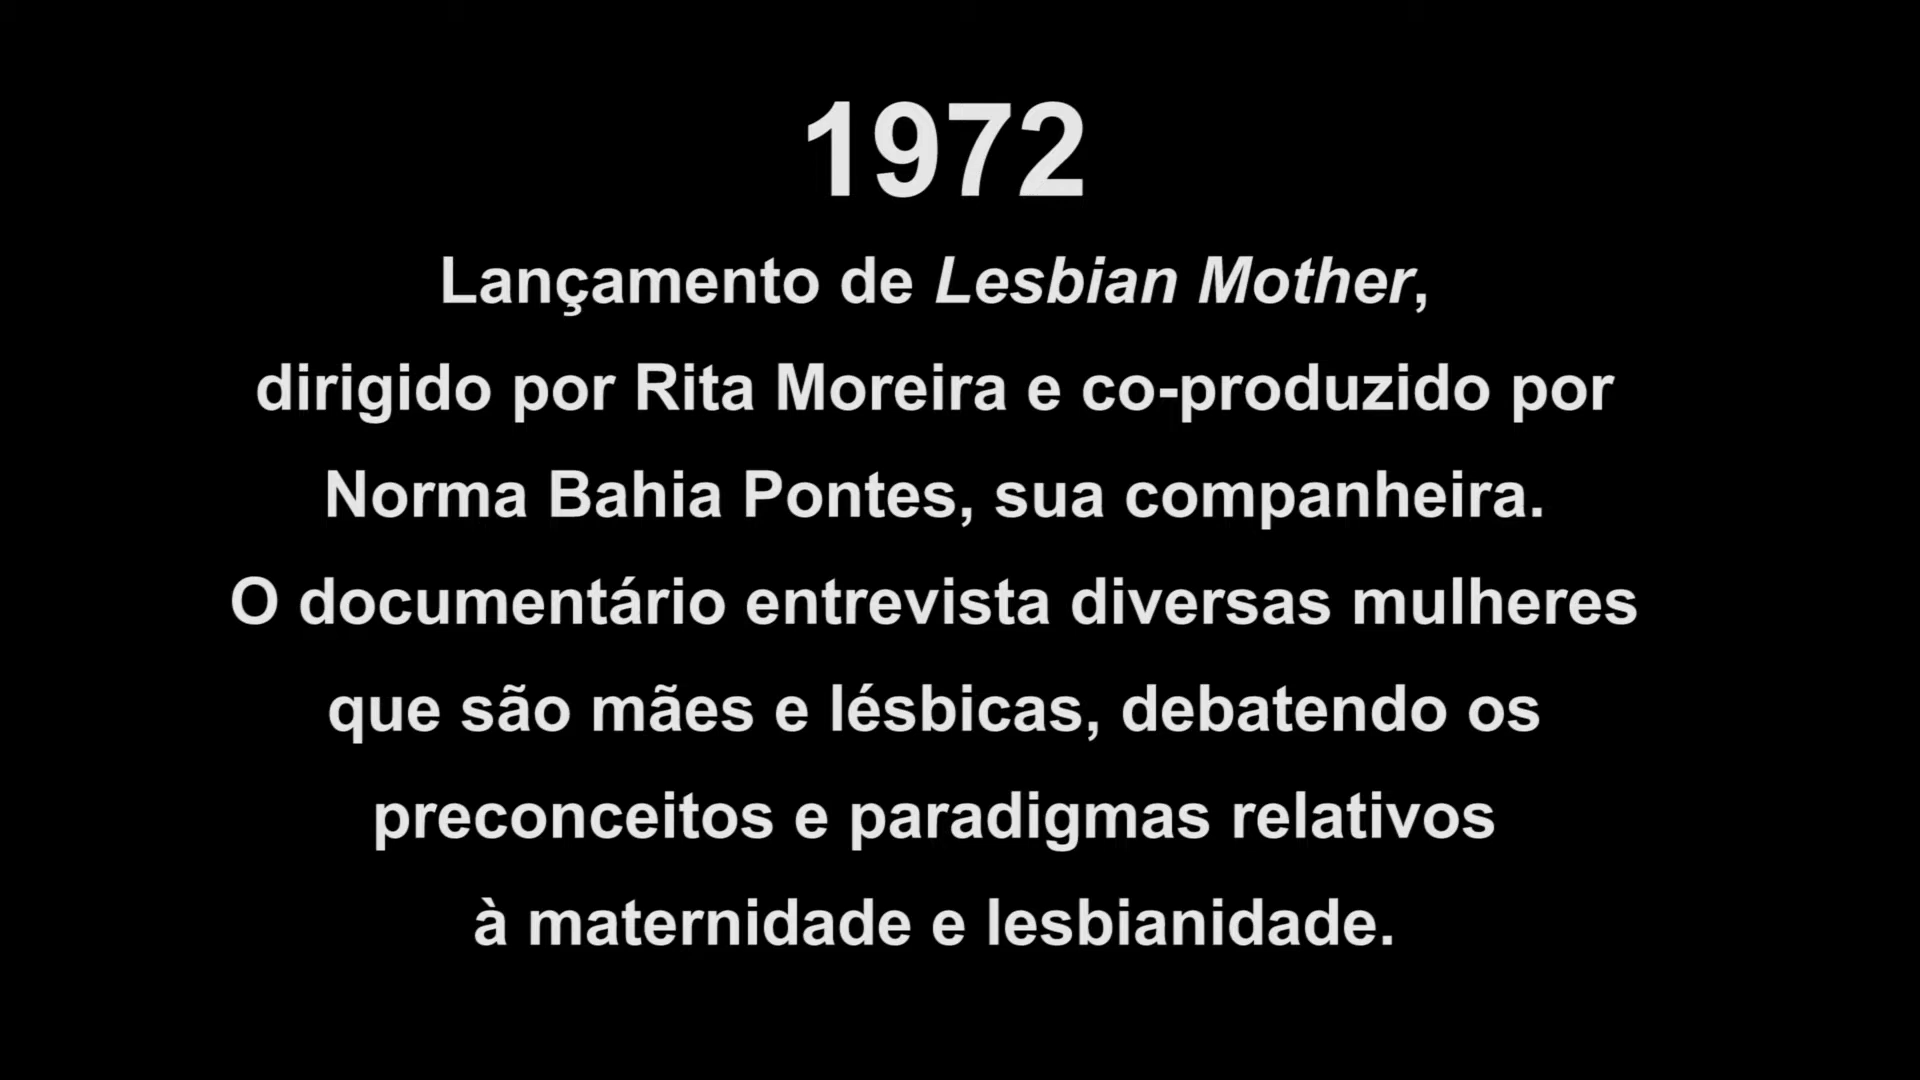 1972
Lançamento de Lesbian Mother,
dirigido por Rita Moreira e co-produzido por
Norma Bahia Pontes, sua companheira.
O documentário entrevista diversas mulheres
que são mães e lésbicas, debatendo os
preconceitos e paradigmas relativos
à maternidade e lesbianidade.